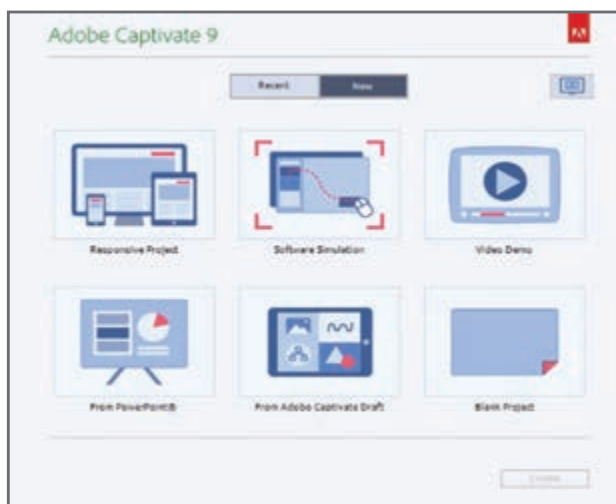 Adobe Captivate 9
Recent New
Responsive Project Software Simulation Video Demo
From PowerPoint® From Adobe Captivate Draft Blank Project
Create